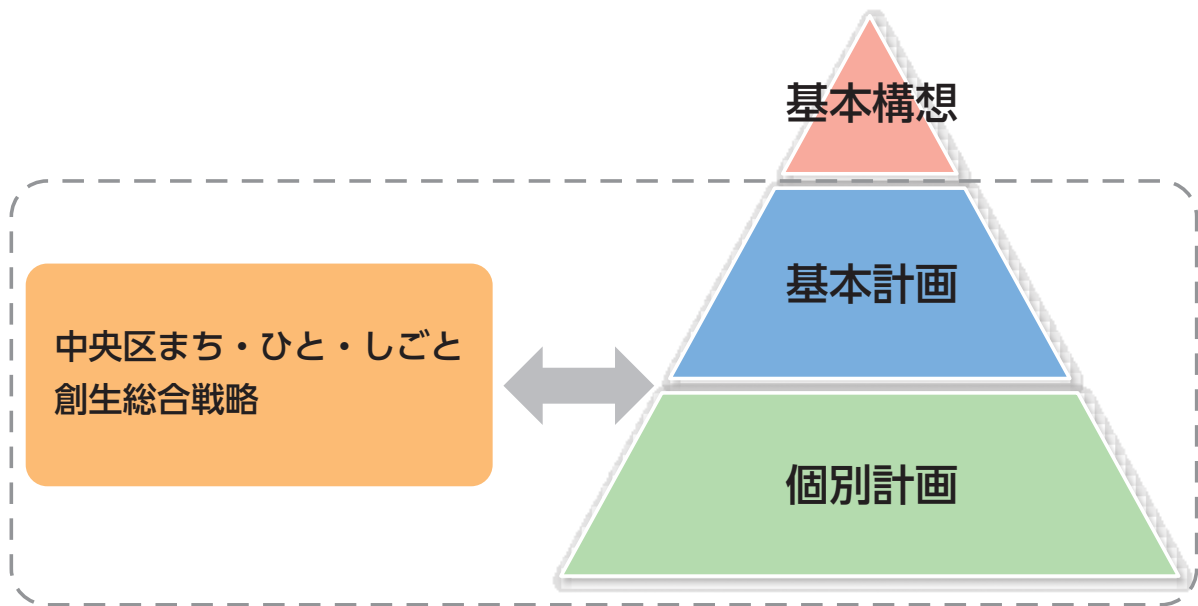 基本構想
基本計画
中央区まち・ひと・しごと
創生総合戦略
個別計画